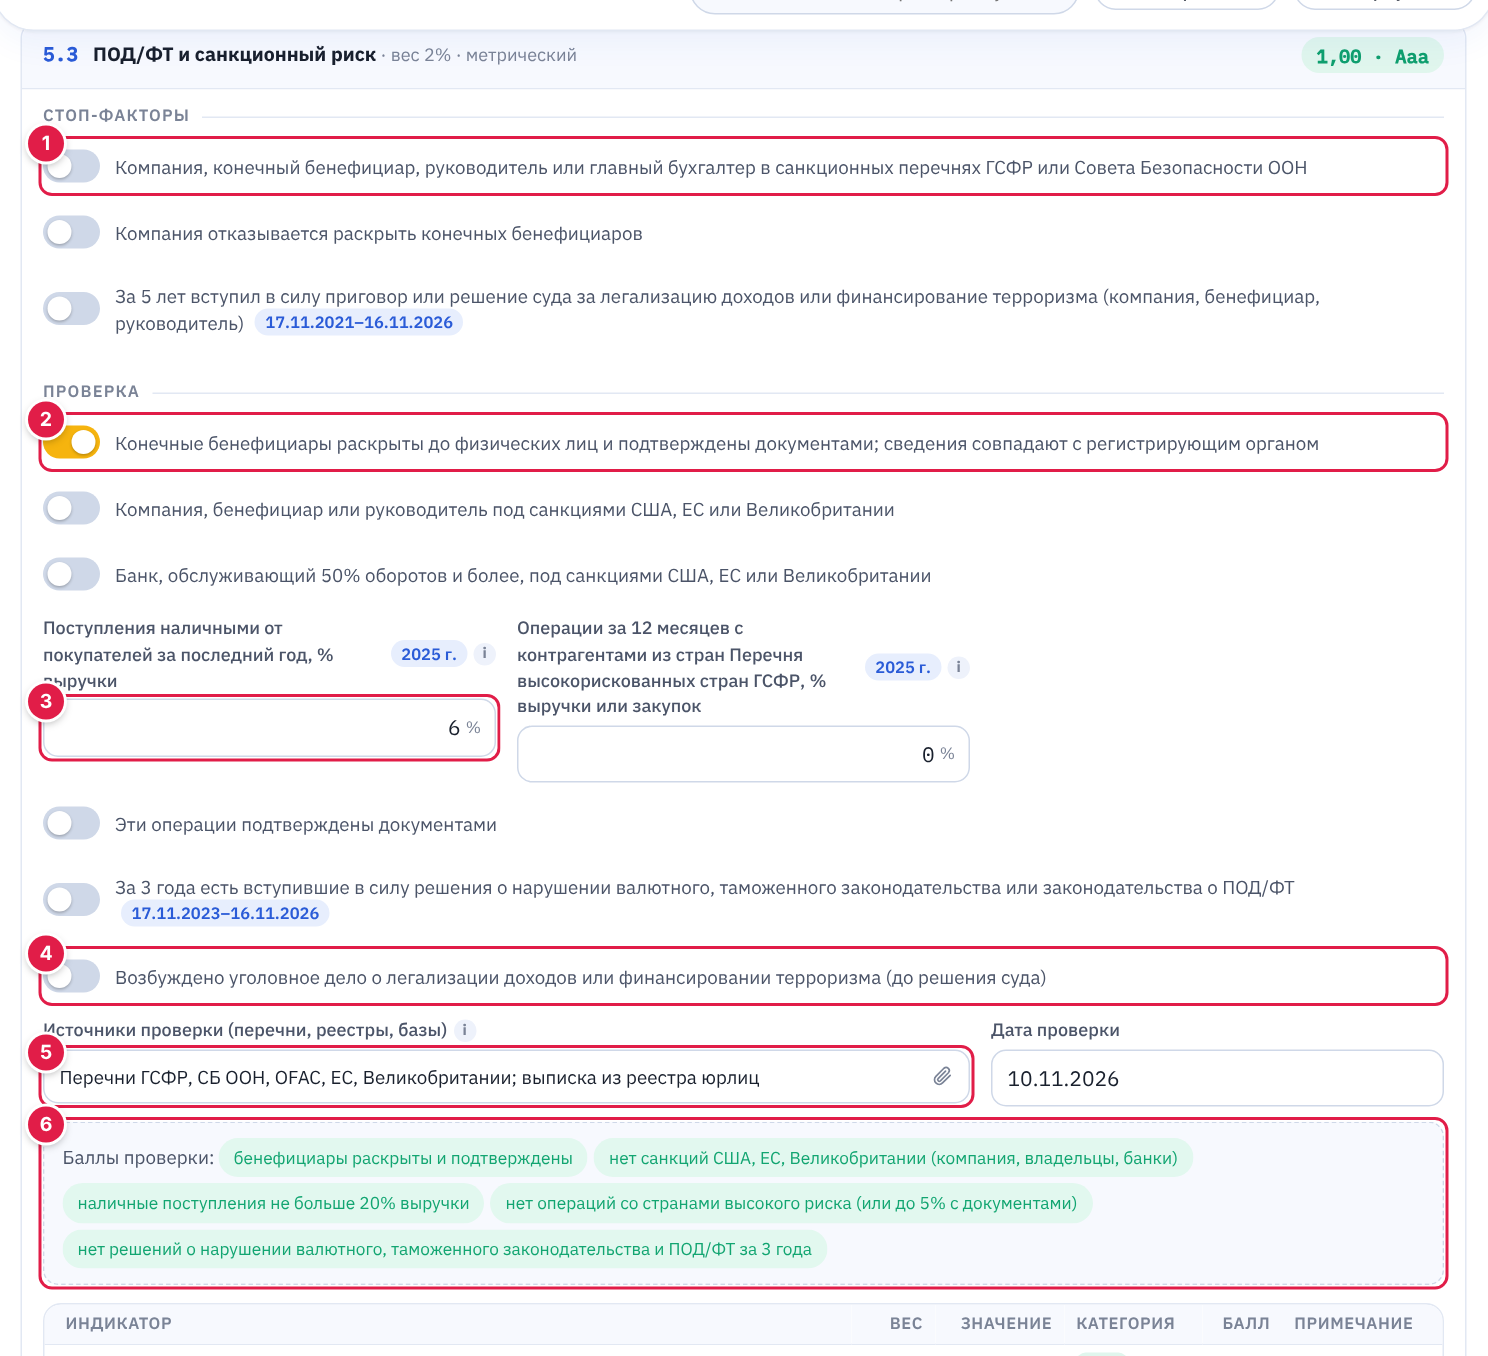 5.3 ПОД/ФТ и санкционный риск · вес 2% · метрический
1,00 · Aaa
СТОП-ФАКТОРЫ
1
Компания, конечный бенефициар, руководитель или главный бухгалтер в санкционных перечнях ГСФР или Совета Безопасности ООН
Компания отказывается раскрыть конечных бенефициаров
За 5 лет вступил в силу приговор или решение суда за легализацию доходов или финансирование терроризма (компания, бенефициар,
руководитель) 17.11.2021–16.11.2026
ПРОВЕРКА
2
Конечные бенефициары раскрыты до физических лиц и подтверждены документами; сведения совпадают с регистрирующим органом
Компания, бенефициар или руководитель под санкциями США, ЕС или Великобритании
Банк, обслуживающий 50% оборотов и более, под санкциями США, ЕС или Великобритании
Поступления наличными от
покупателей за последний год, %
выручки
2025 г. i
3
6 %
Операции за 12 месяцев с
контрагентами из стран Перечня
высокорискованных стран ГСФР, %
выручки или закупок
2025 г. i
0 %
Эти операции подтверждены документами
За 3 года есть вступившие в силу решения о нарушении валютного, таможенного законодательства или законодательства о ПОД/ФТ
17.11.2023–16.11.2026
4
Возбуждено уголовное дело о легализации доходов или финансировании терроризма (до решения суда)
Источники проверки (перечни, реестры, базы) i
5
Перечни ГСФР, СБ ООН, OFAC, ЕС, Великобритании; выписка из реестра юрлиц
Дата проверки
10.11.2026
6
Баллы проверки: бенефициары раскрыты и подтверждены нет санкций США, ЕС, Великобритании (компания, владельцы, банки)
наличные поступления не больше 20% выручки нет операций со странами высокого риска (или до 5% с документами)
нет решений о нарушении валютного, таможенного законодательства и ПОД/ФТ за 3 года
ИНДИКАТОР ВЕС ЗНАЧЕНИЕ КАТЕГОРИЯ БАЛЛ ПРИМЕЧАНИЕ